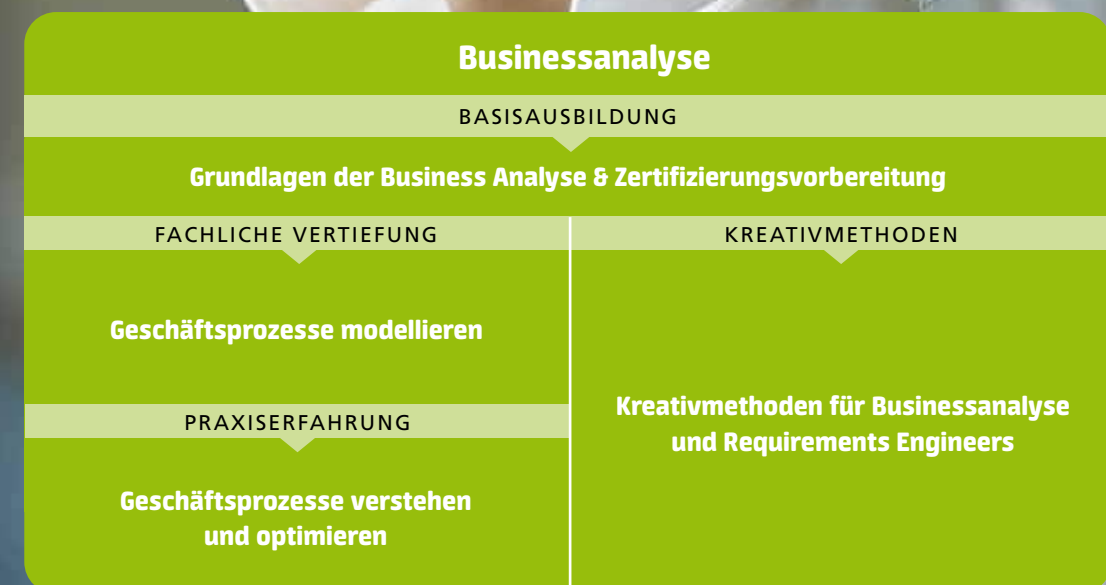 Businessanalyse
BASISAUSBILDUNG
Grundlagen der Business Analyse & Zertifizierungsvorbereitung
FACHLICHE VERTIEFUNG
Geschäftsprozesse modellieren
PRAXISERFAHRUNG
Geschäftsprozesse verstehen
und optimieren
KREATIVMETHODEN
Kreativmethoden für Businessanalyse
und Requirements Engineers